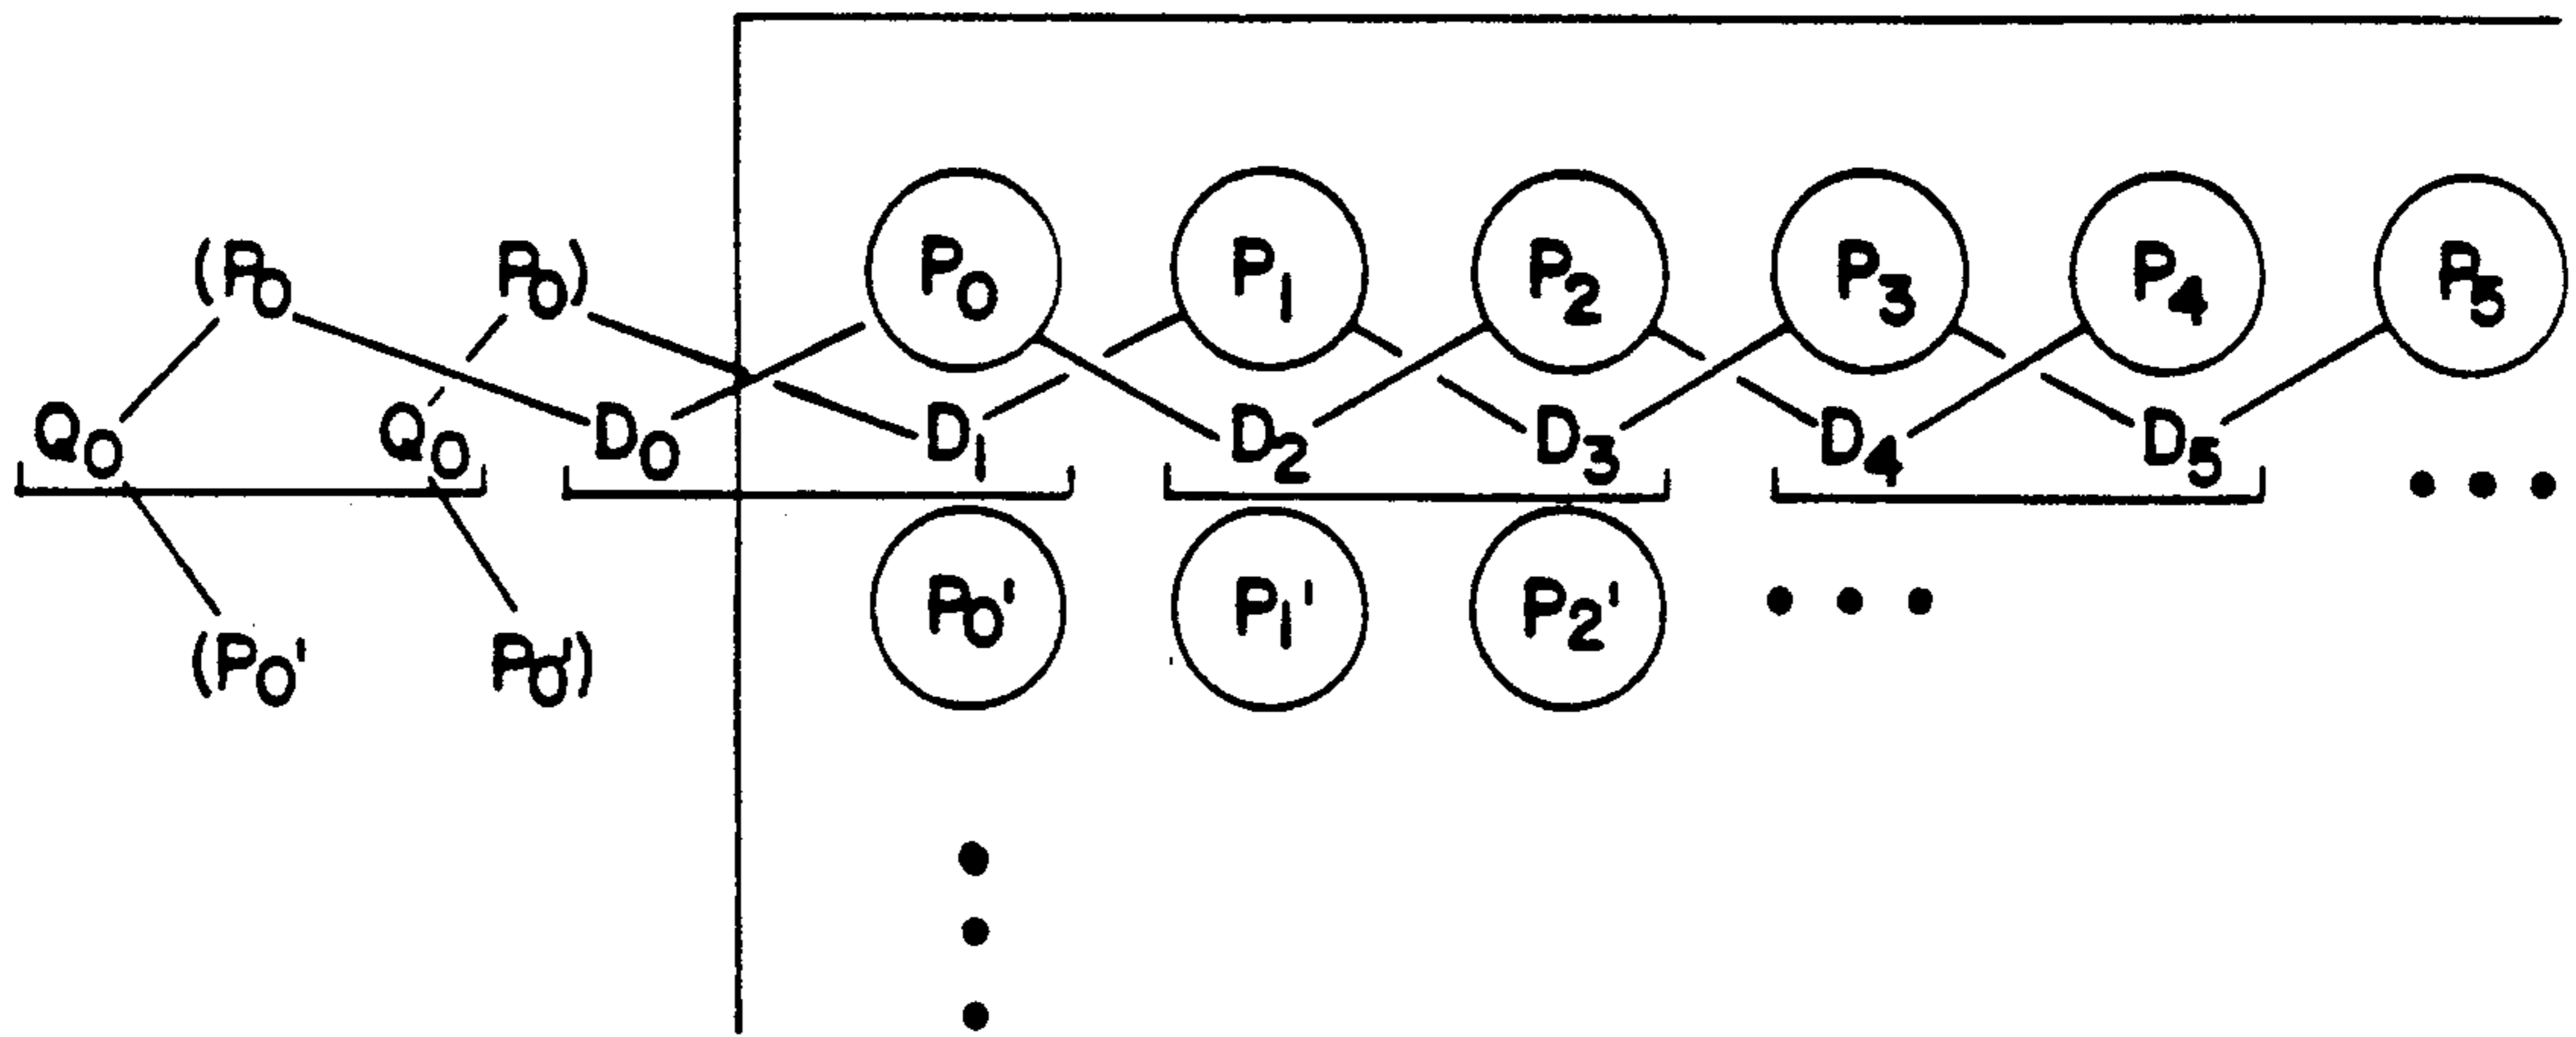 (P₀ P₀) P₀ P₁ P₂ P₃ P₄ P₅
Q₀ Q₀ D₀ D₁ D₂ D₃ D₄ D₅ • • •
P₀' P₁' P₂' • • •
(P₀' P₀')